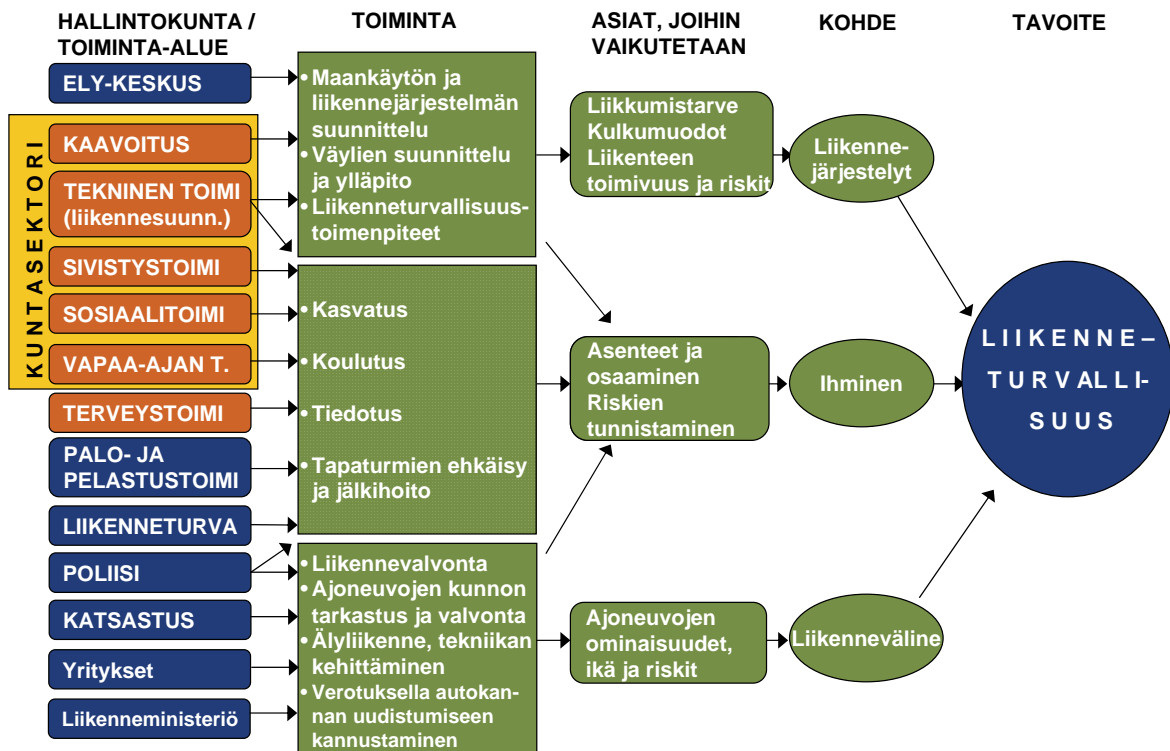 HALLINTOKUNTA /
TOIMINTA-ALUE
TOIMINTA
ASIAT, JOIHIN
VAIKUTETAAN
KOHDE
TAVOITE
KUNTASEKTORI
ELY-KESKUS
KAAVOITUS
TEKNINEN TOIMI
(liikennesuunn.)
SIVISTYSTOIMI
SOSIAALITOIMI
VAPAA-AJAN T.
TERVEYSTOIMI
PALO- JA
PELASTUSTOIMI
LIIKENNETURVA
POLIISI
KATSASTUS
Yritykset
Liikenneministeriö
• Maankäytön ja
liikennejärjestelmän
suunnittelu
• Väylien suunnittelu
ja ylläpito
• Liikenneturvallisuus-
toimenpiteet
• Kasvatus
• Koulutus
• Tiedotus
• Tapaturmien ehkäisy
ja jälkihoito
• Liikennevalvonta
• Ajoneuvojen kunnon
tarkastus ja valvonta
• Älyliikenne, tekniikan
kehittäminen
• Verotuksella autokan-
nan uudistumiseen
kannustaminen
Liikkumistarve
Kulkumuodot
Liikenteen
toimivuus ja riskit
Asenteet ja
osaaminen
Riskien
tunnistaminen
Ajoneuvojen
ominaisuudet,
ikä ja riskit
Liikenne-
järjestelyt
Ihminen
Liikenneväline
LIIKENNE–
TURVALLI-
SUUS